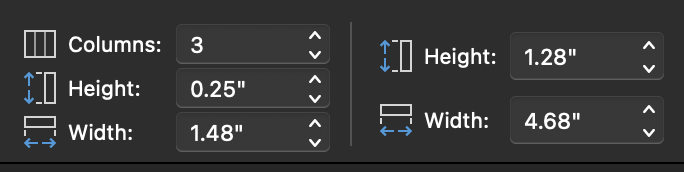 Columns: 3
Height: 0.25"
Width: 1.48"
Height: 1.28"
Width: 4.68"